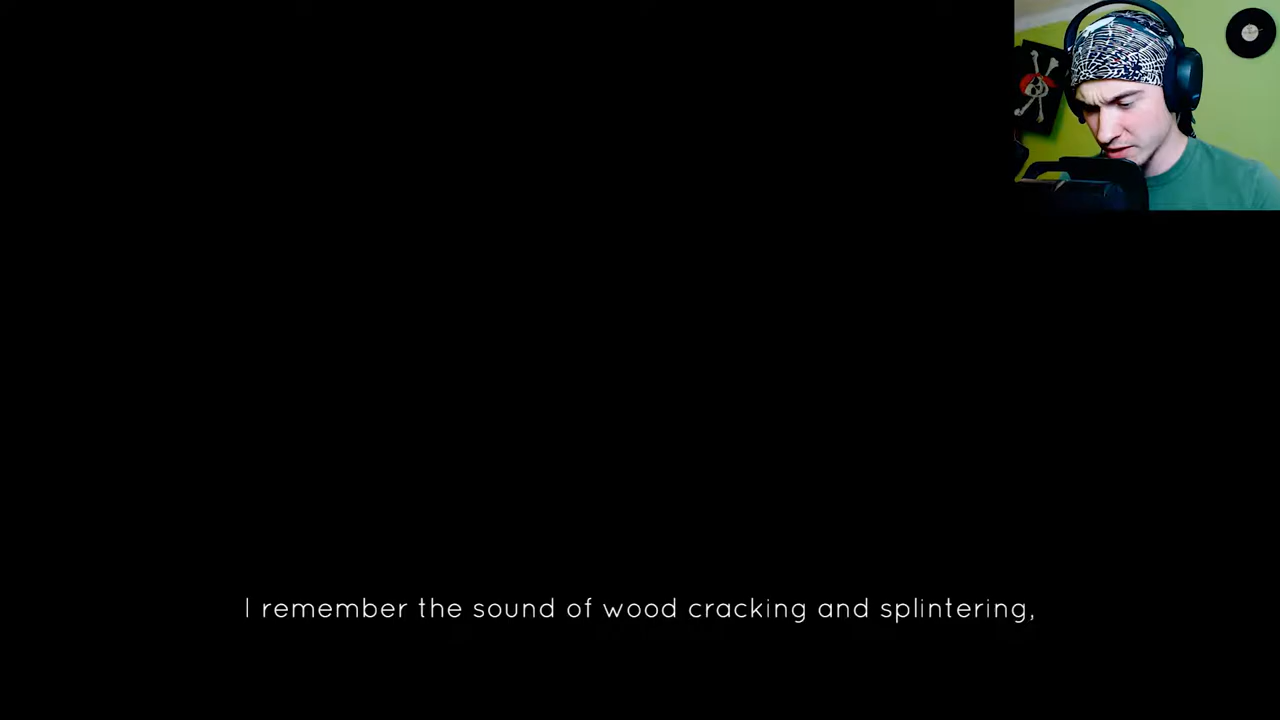 I remember the sound of wood cracking and splintering,